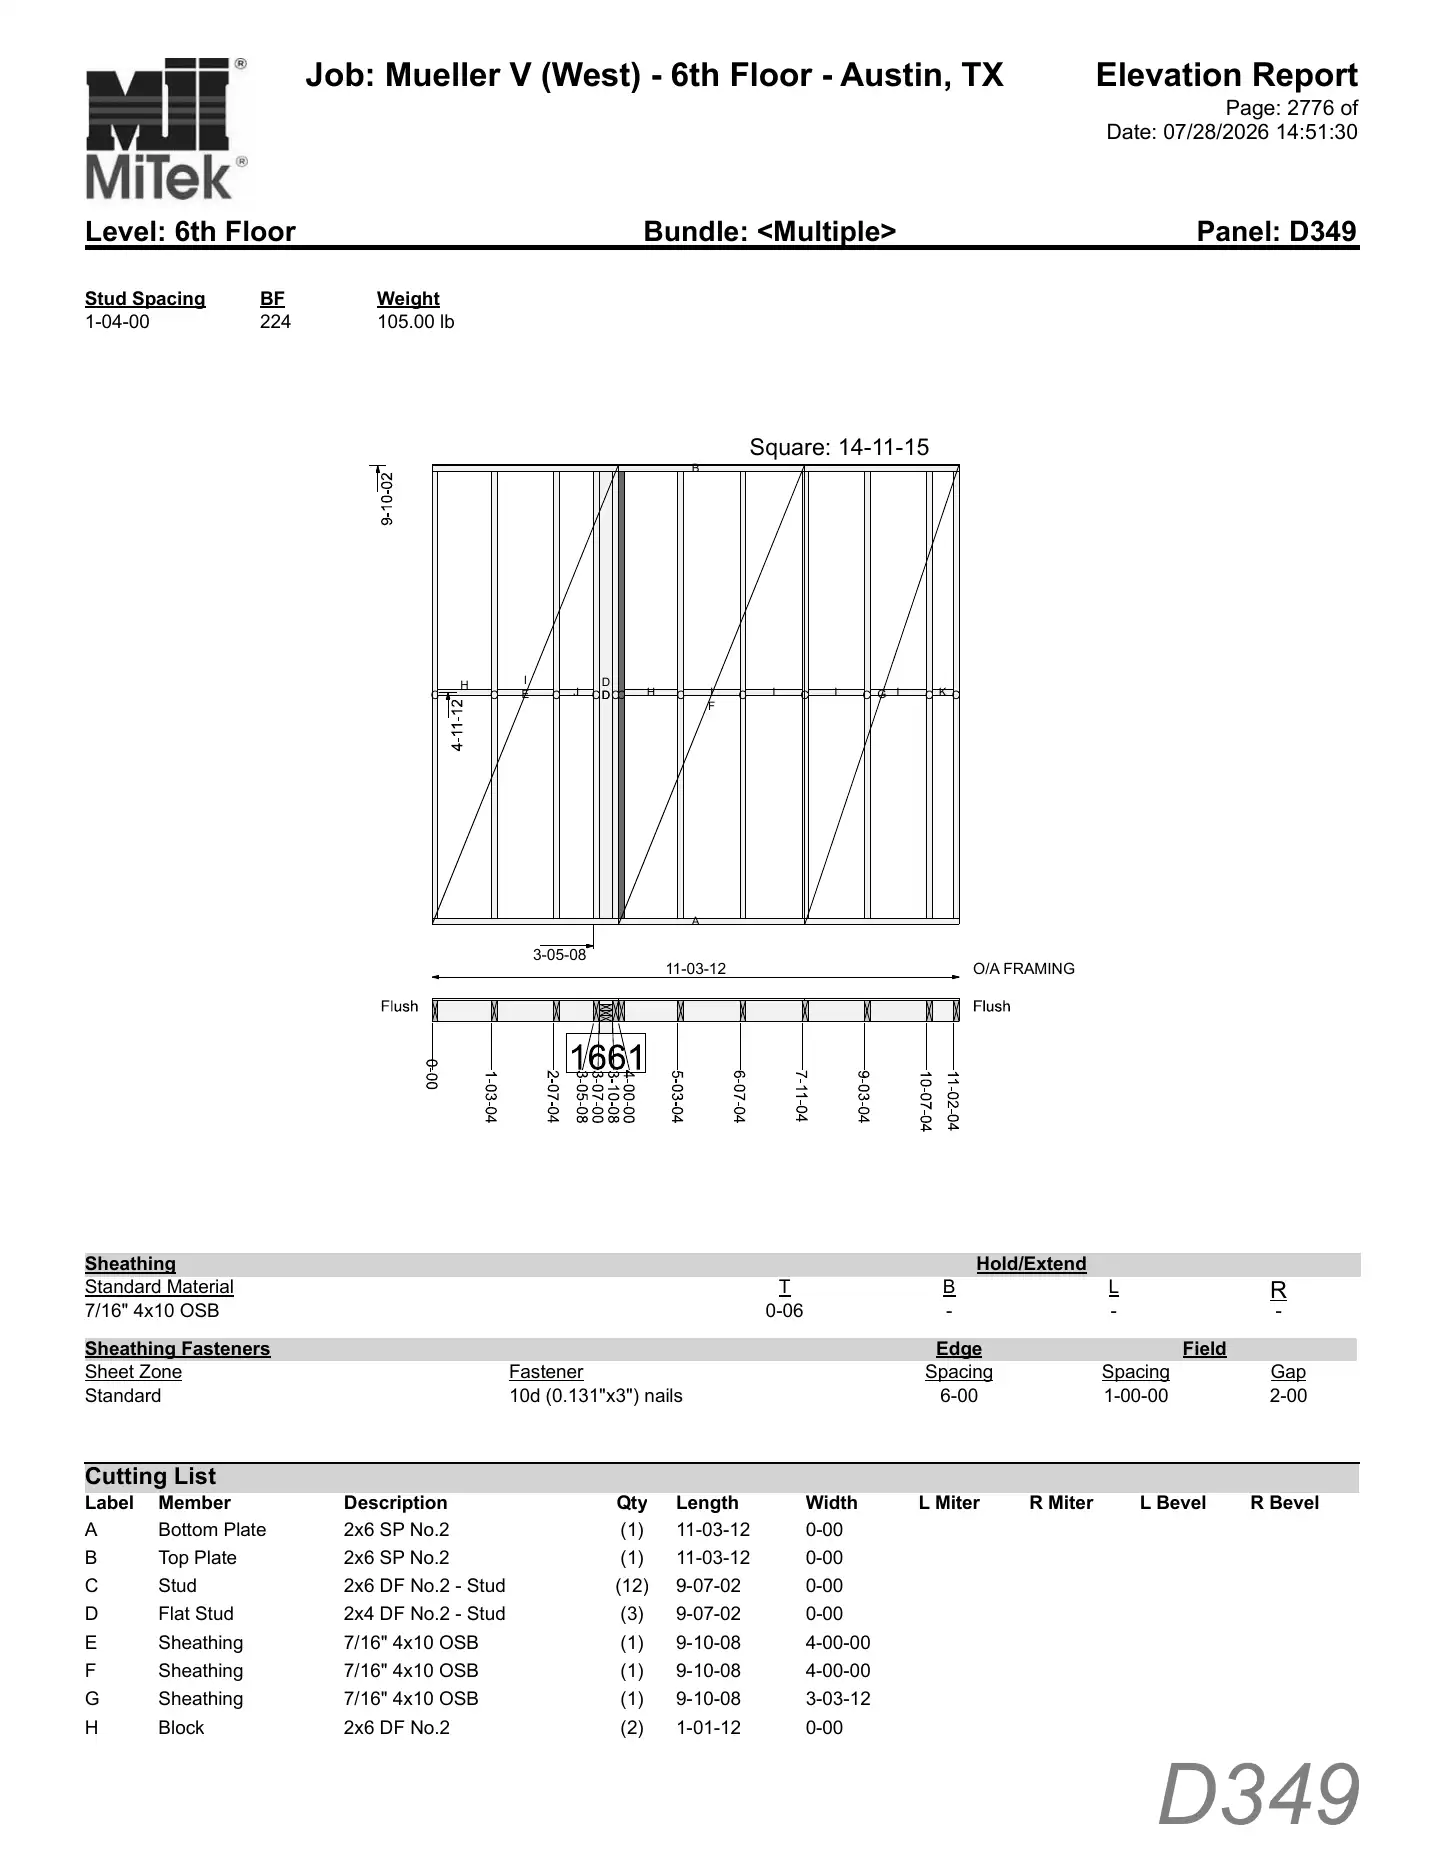 MiTek®
Job: Mueller V (West) - 6th Floor - Austin, TX
Elevation Report
Page: 2776 of
Date: 07/28/2026 14:51:30
Level: 6th Floor Bundle: <Multiple> Panel: D349
Stud Spacing BF Weight
1-04-00 224 105.00 lb
Square: 14-11-15
B
9-10-02
H I E J D D H I F I I G I K
4-11-12
A
3-05-08
11-03-12 O/A FRAMING
Flush Flush
1661
0-00 1-03-04 2-07-04 3-05-08 3-07-00 3-10-08 4-00-00 5-03-04 6-07-04 7-11-04 9-03-04 10-07-04 11-02-04
Sheathing Hold/Extend
Standard Material T B L R
7/16" 4x10 OSB 0-06 - - -
Sheathing Fasteners Edge Field
Sheet Zone Fastener Spacing Spacing Gap
Standard 10d (0.131"x3") nails 6-00 1-00-00 2-00
Cutting List
Label Member Description Qty Length Width L Miter R Miter L Bevel R Bevel
A Bottom Plate 2x6 SP No.2 (1) 11-03-12 0-00
B Top Plate 2x6 SP No.2 (1) 11-03-12 0-00
C Stud 2x6 DF No.2 - Stud (12) 9-07-02 0-00
D Flat Stud 2x4 DF No.2 - Stud (3) 9-07-02 0-00
E Sheathing 7/16" 4x10 OSB (1) 9-10-08 4-00-00
F Sheathing 7/16" 4x10 OSB (1) 9-10-08 4-00-00
G Sheathing 7/16" 4x10 OSB (1) 9-10-08 3-03-12
H Block 2x6 DF No.2 (2) 1-01-12 0-00
D349